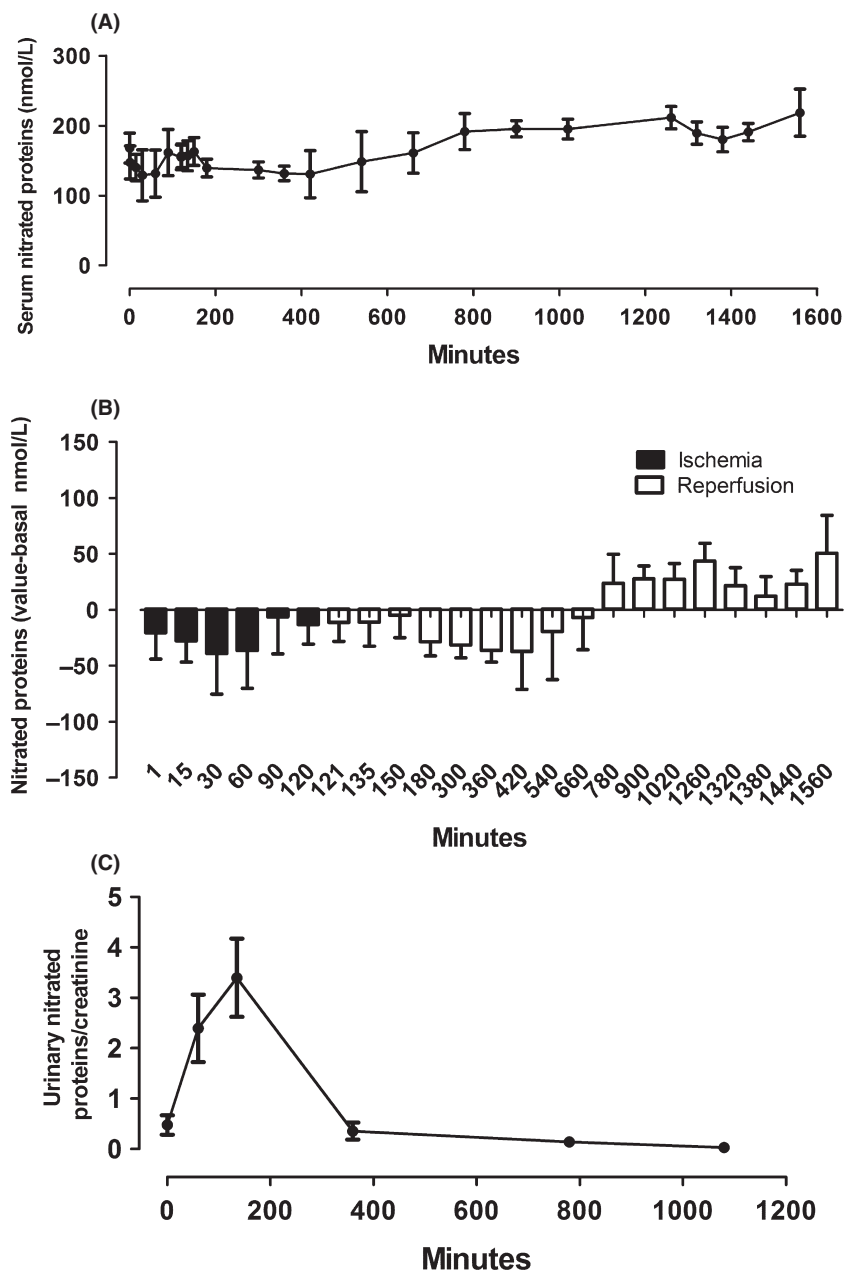 (A)
Serum nitrated proteins (nmol/L)
300
200
100
0
0 200 400 600 800 1000 1200 1400 1600
Minutes
(B)
Nitrated proteins (value-basal nmol/L)
150
100
50
0
–50
–100
–150
Ischemia
Reperfusion
1 15 30 60 90 120 121 135 150 180 300 360 420 540 660 780 900 1020 1260 1320 1380 1440 1560
Minutes
(C)
Urinary nitrated
proteins/creatinine
5
4
3
2
1
0
0 200 400 600 800 1000 1200
Minutes